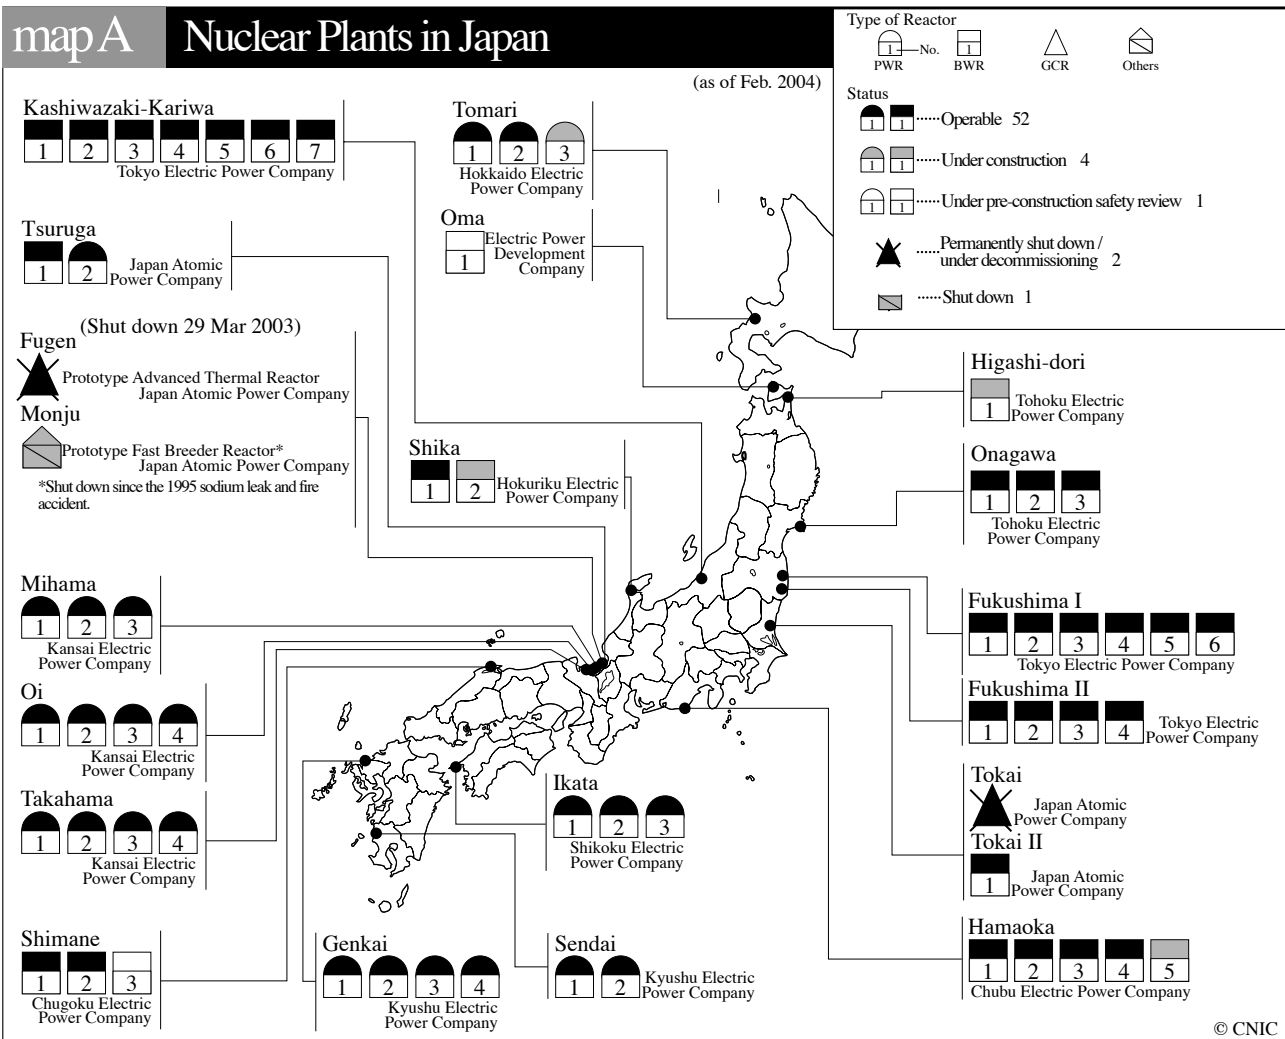 map A
Nuclear Plants in Japan
(as of Feb. 2004)
Type of Reactor
1
No.
1
PWR
BWR
GCR
Others
Status
1 1 ······Operable 52
1 1 ······Under construction 4
1 1 ······Under pre-construction safety review 1
······Permanently shut down /
under decommissioning 2
······Shut down 1
Kashiwazaki-Kariwa
1 2 3 4 5 6 7
Tokyo Electric Power Company
Tsuruga
1 2
Japan Atomic
Power Company
(Shut down 29 Mar 2003)
Fugen
Prototype Advanced Thermal Reactor
Japan Atomic Power Company
Monju
Prototype Fast Breeder Reactor*
Japan Atomic Power Company
*Shut down since the 1995 sodium leak and fire
accident.
Tomari
1 2 3
Hokkaido Electric
Power Company
Oma
1
Electric Power
Development
Company
Shika
1 2
Hokuriku Electric
Power Company
Mihama
1 2 3
Kansai Electric
Power Company
Oi
1 2 3 4
Kansai Electric
Power Company
Takahama
1 2 3 4
Kansai Electric
Power Company
Shimane
1 2 3
Chugoku Electric
Power Company
Genkai
1 2 3 4
Kyushu Electric
Power Company
Sendai
1 2
Kyushu Electric
Power Company
Ikata
1 2 3
Shikoku Electric
Power Company
Higashi-dori
1
Tohoku Electric
Power Company
Onagawa
1 2 3
Tohoku Electric
Power Company
Fukushima I
1 2 3 4 5 6
Tokyo Electric Power Company
Fukushima II
1 2 3 4
Tokyo Electric
Power Company
Tokai
Japan Atomic
Power Company
Tokai II
1
Japan Atomic
Power Company
Hamaoka
1 2 3 4 5
Chubu Electric Power Company
© CNIC